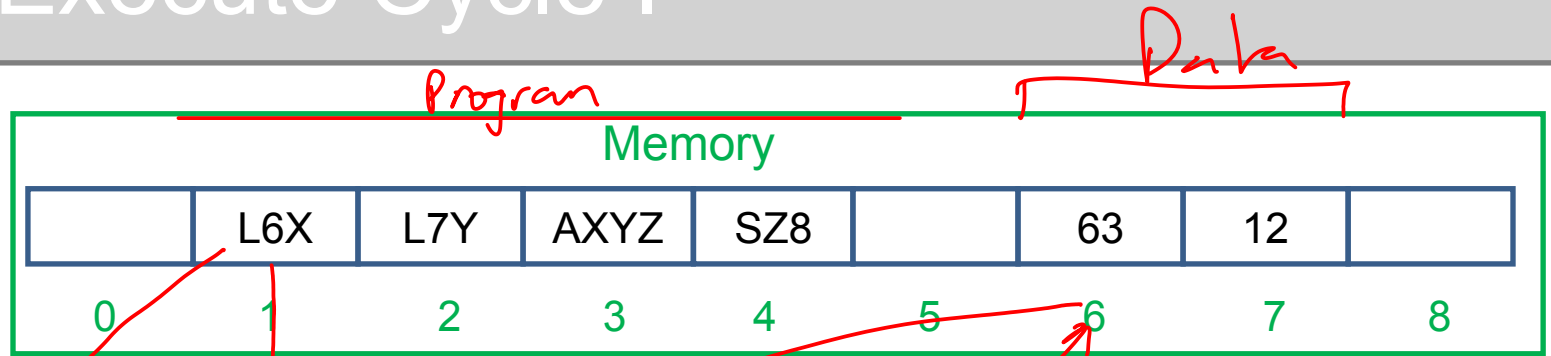 Execute Cycle I
Data
Program
Memory
L6X L7Y AXYZ SZ8 63 12
0 1 2 3 4 5 6 7 8